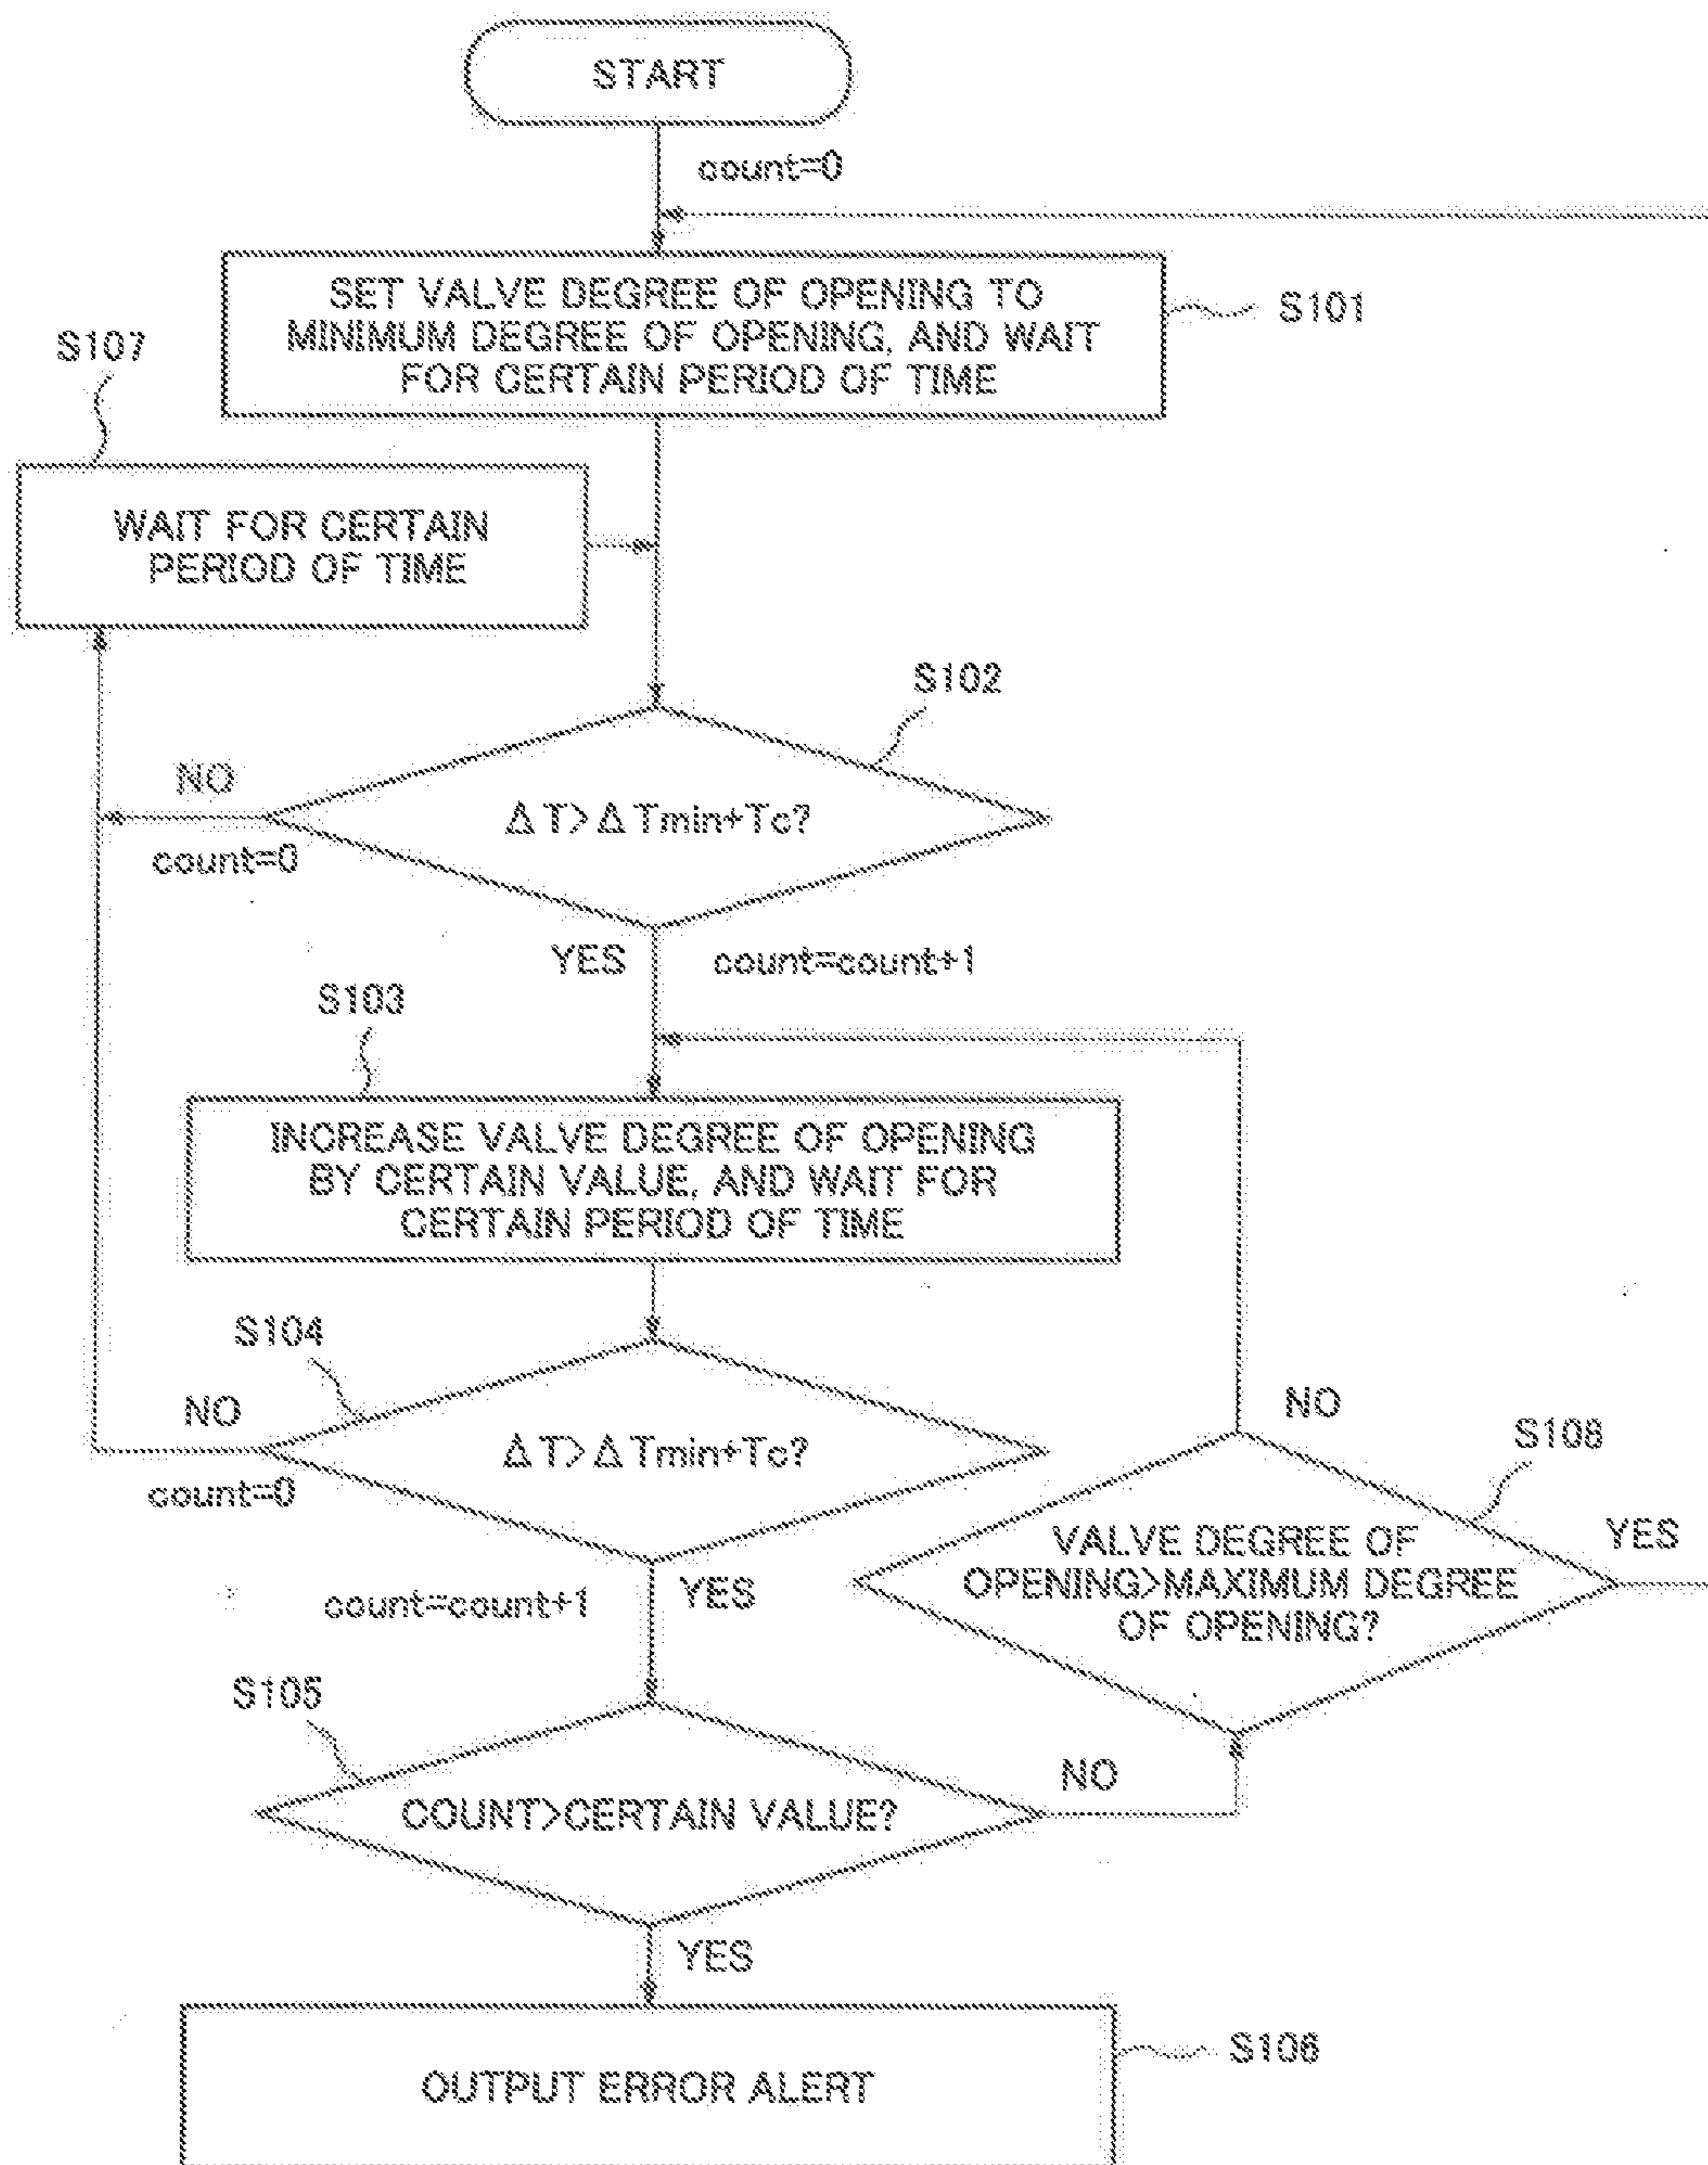 START
count=0
SET VALVE DEGREE OF OPENING TO
MINIMUM DEGREE OF OPENING, AND WAIT
FOR CERTAIN PERIOD OF TIME
S101
S107
WAIT FOR CERTAIN
PERIOD OF TIME
S102
ΔT>ΔTmin+Tc?
NO
count=0
YES
count=count+1
S103
INCREASE VALVE DEGREE OF OPENING
BY CERTAIN VALUE, AND WAIT FOR
CERTAIN PERIOD OF TIME
S104
ΔT>ΔTmin+Tc?
NO
count=0
YES
count=count+1
NO
S108
VALVE DEGREE OF
OPENING>MAXIMUM DEGREE
OF OPENING?
YES
S105
COUNT>CERTAIN VALUE?
NO
YES
OUTPUT ERROR ALERT
S106